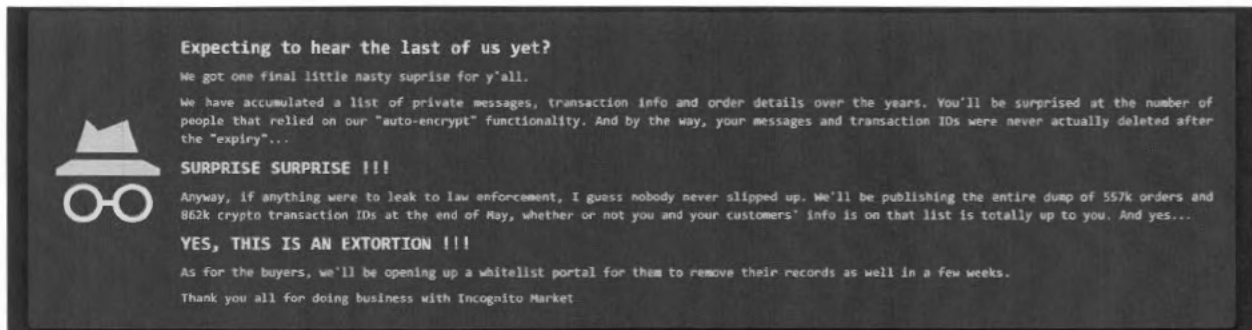 Expecting to hear the last of us yet?
We got one final little nasty suprise for y'all.
We have accumulated a list of private messages, transaction info and order details over the years. You'll be surprised at the number of
people that relied on our "auto-encrypt" functionality. And by the way, your messages and transaction IDs were never actually deleted after
the "expiry"...
SURPRISE SURPRISE !!!
Anyway, if anything were to leak to law enforcement, I guess nobody never slipped up. We'll be publishing the entire dump of 557k orders and
862k crypto transaction IDs at the end of May, whether or not you and your customers' info is on that list is totally up to you. And yes...
YES, THIS IS AN EXTORTION !!!
As for the buyers, we'll be opening up a whitelist portal for them to remove their records as well in a few weeks.
Thank you all for doing business with Incognito Market